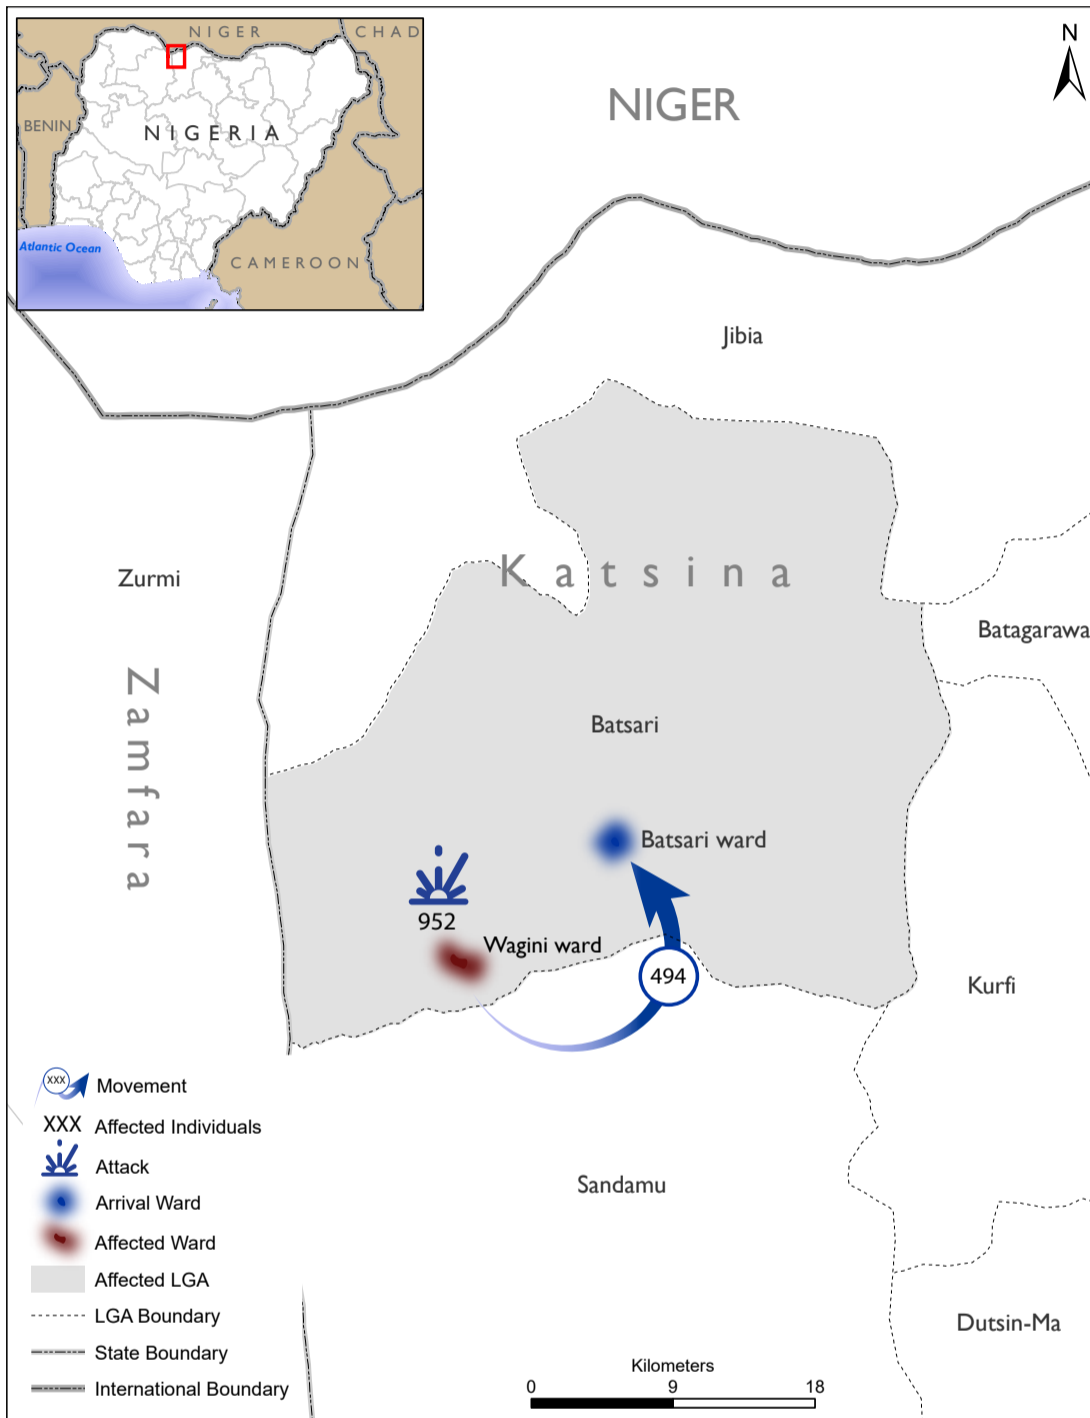 NIGER
CHAD
BENIN
NIGERIA
Atlantic Ocean
CAMEROON
N
NIGER
Jibia
Katsina
Zurmi
Batagarawa
Zamfara
Batsari
Batsari ward
952
Wagini ward
494
Kurfi
Sandamu
Dutsin-Ma
XXX Movement
XXX Affected Individuals
Attack
Arrival Ward
Affected Ward
Affected LGA
LGA Boundary
State Boundary
International Boundary
Kilometers
0 9 18